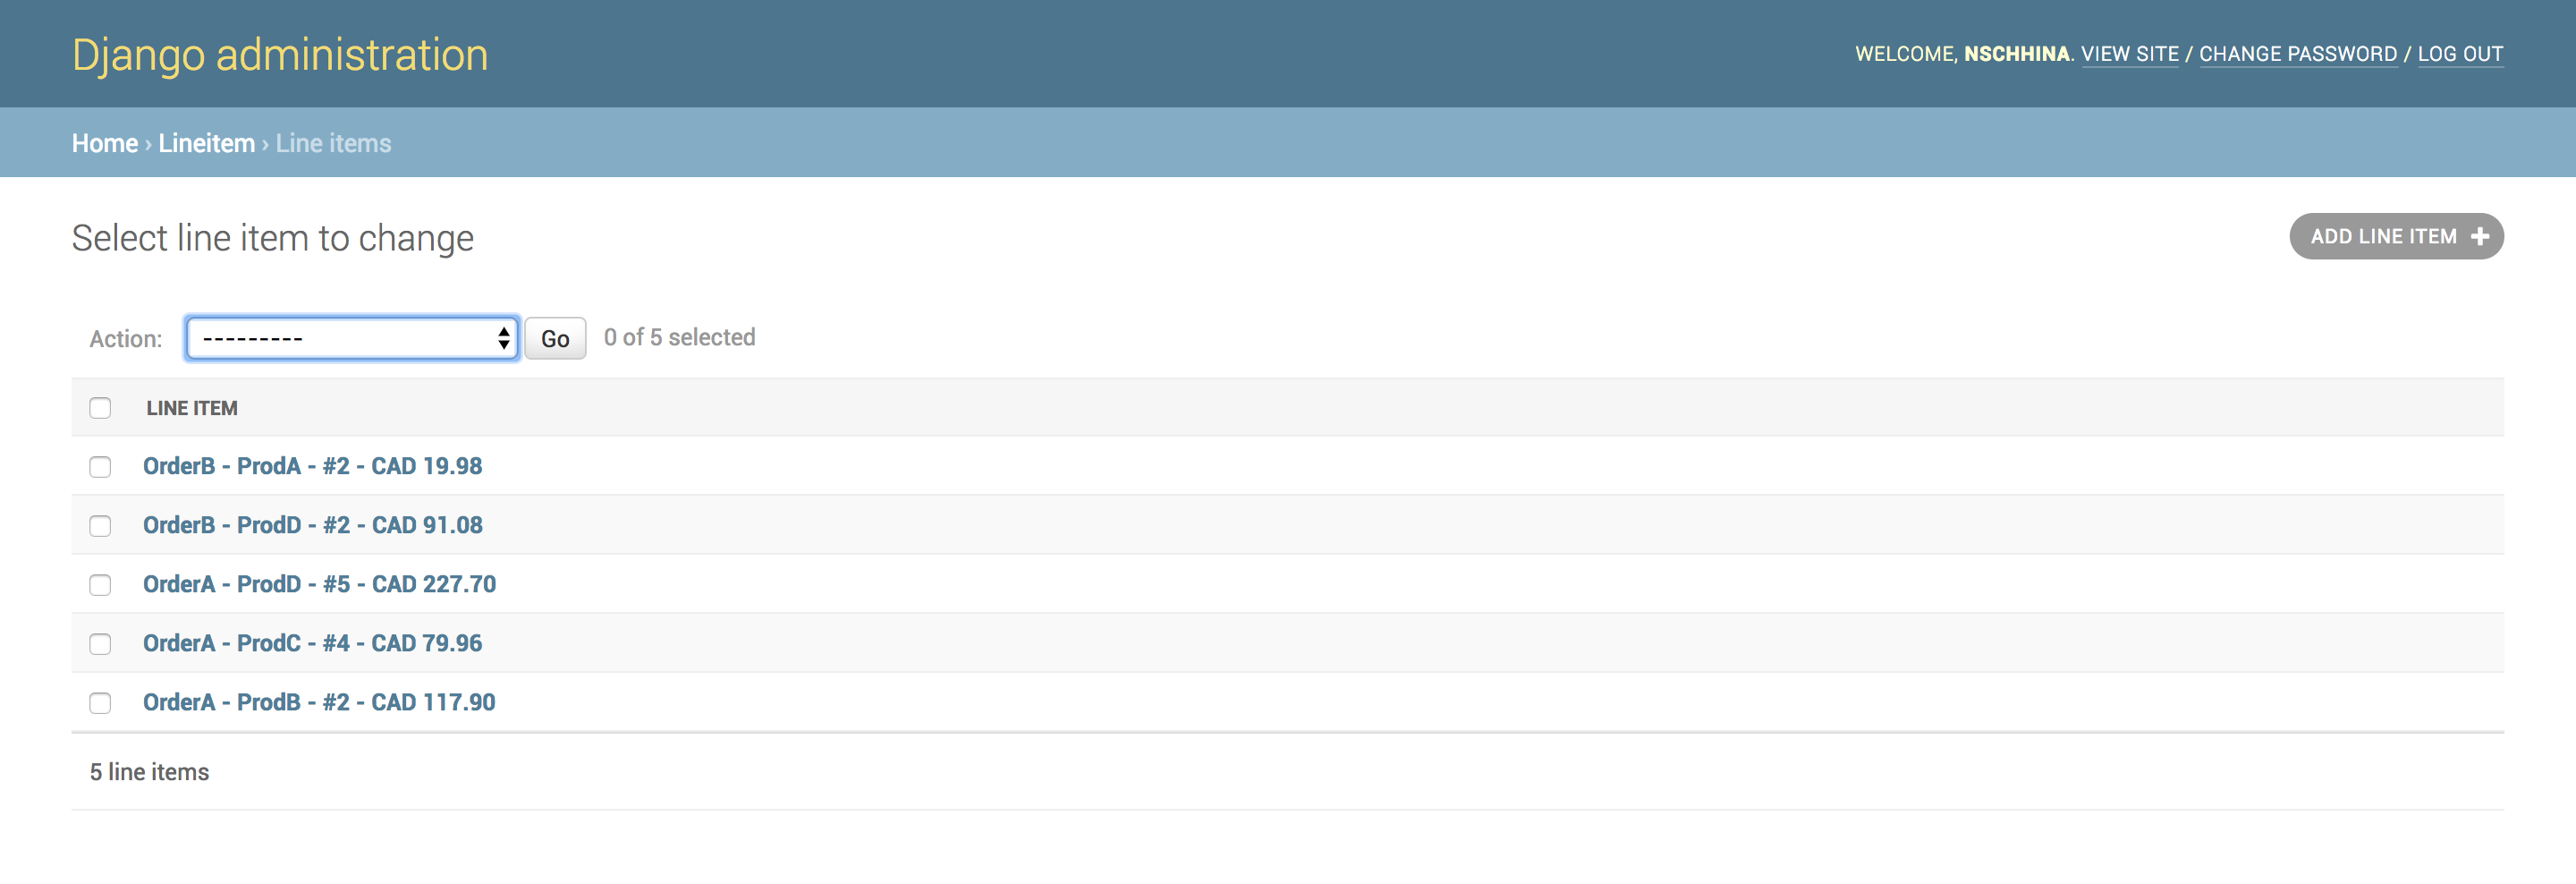 Django administration
WELCOME, NSCHHINA. VIEW SITE / CHANGE PASSWORD / LOG OUT
Home › Lineitem › Line items
Select line item to change
ADD LINE ITEM +
Action: --------- Go 0 of 5 selected
LINE ITEM
OrderB - ProdA - #2 - CAD 19.98
OrderB - ProdD - #2 - CAD 91.08
OrderA - ProdD - #5 - CAD 227.70
OrderA - ProdC - #4 - CAD 79.96
OrderA - ProdB - #2 - CAD 117.90
5 line items